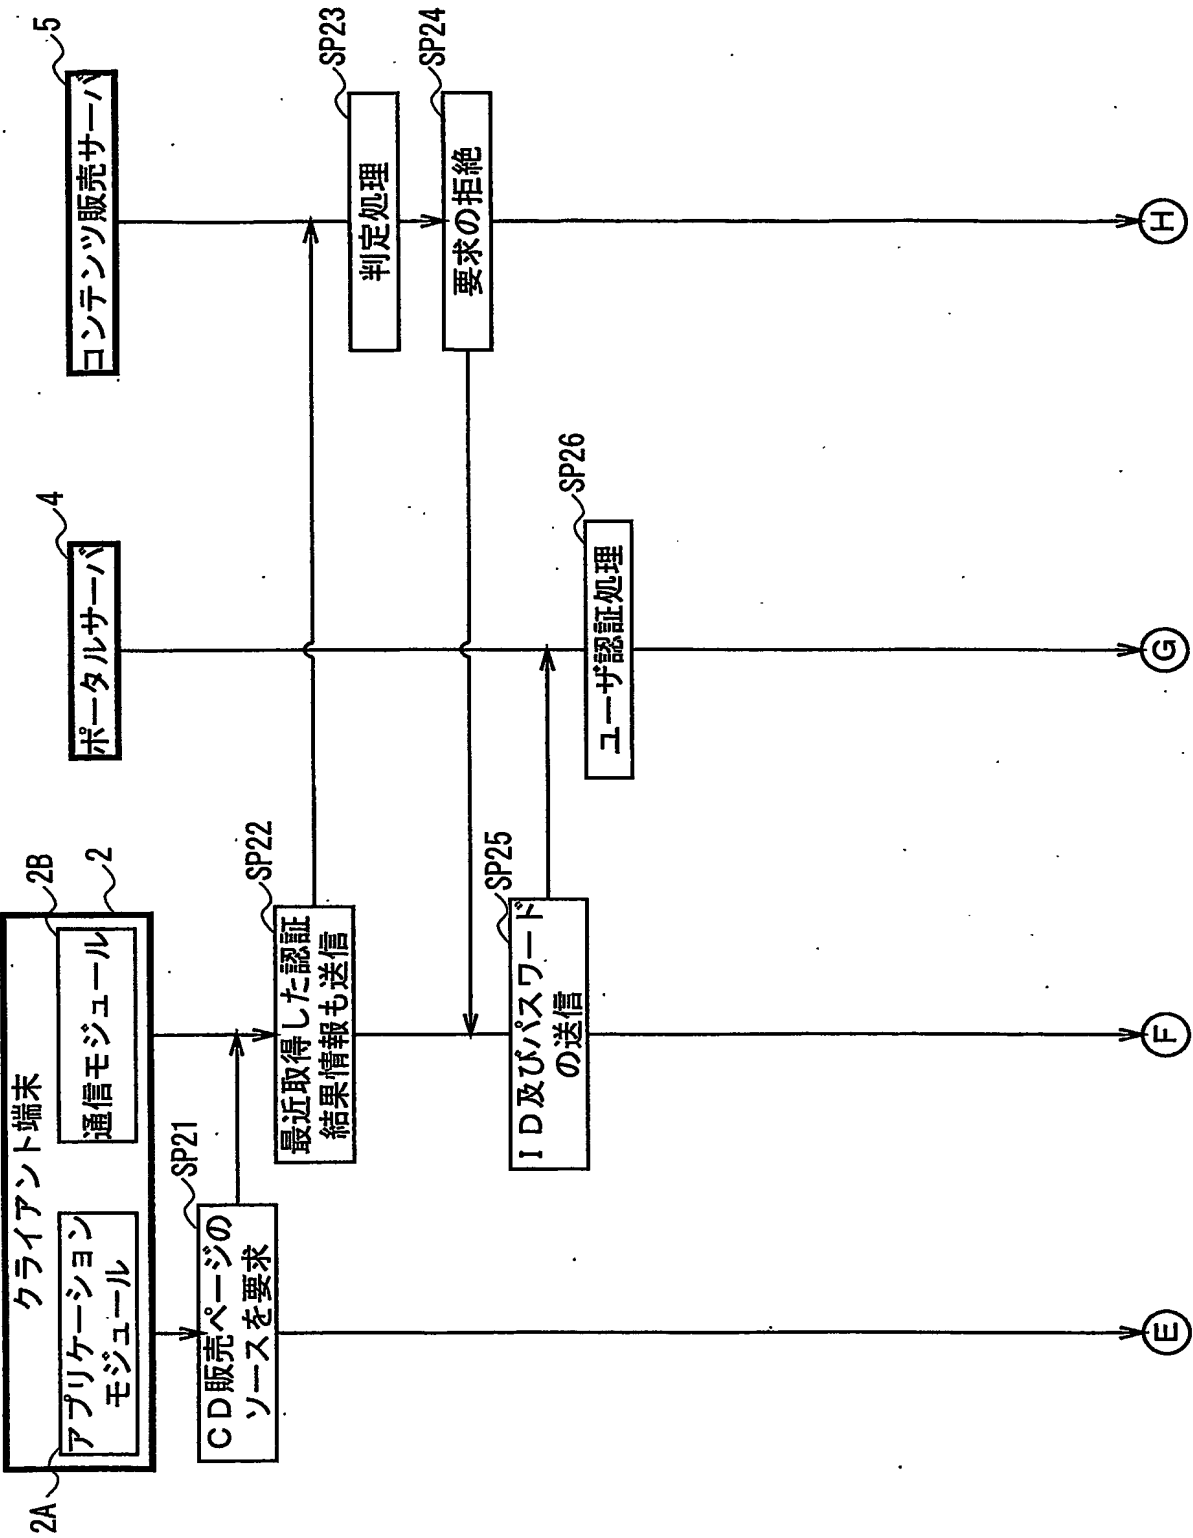 クライアント端末
2
アプリケーション
モジュール
2A
通信モジュール
2B
ポータルサーバ
4
コンテンツ販売サーバ
5
SP21
CD販売ページの
ソースを要求
SP22
最近取得した認証
結果情報も送信
SP23
判定処理
SP24
要求の拒絶
SP25
ID及びパスワード
の送信
SP26
ユーザ認証処理
E
F
G
H